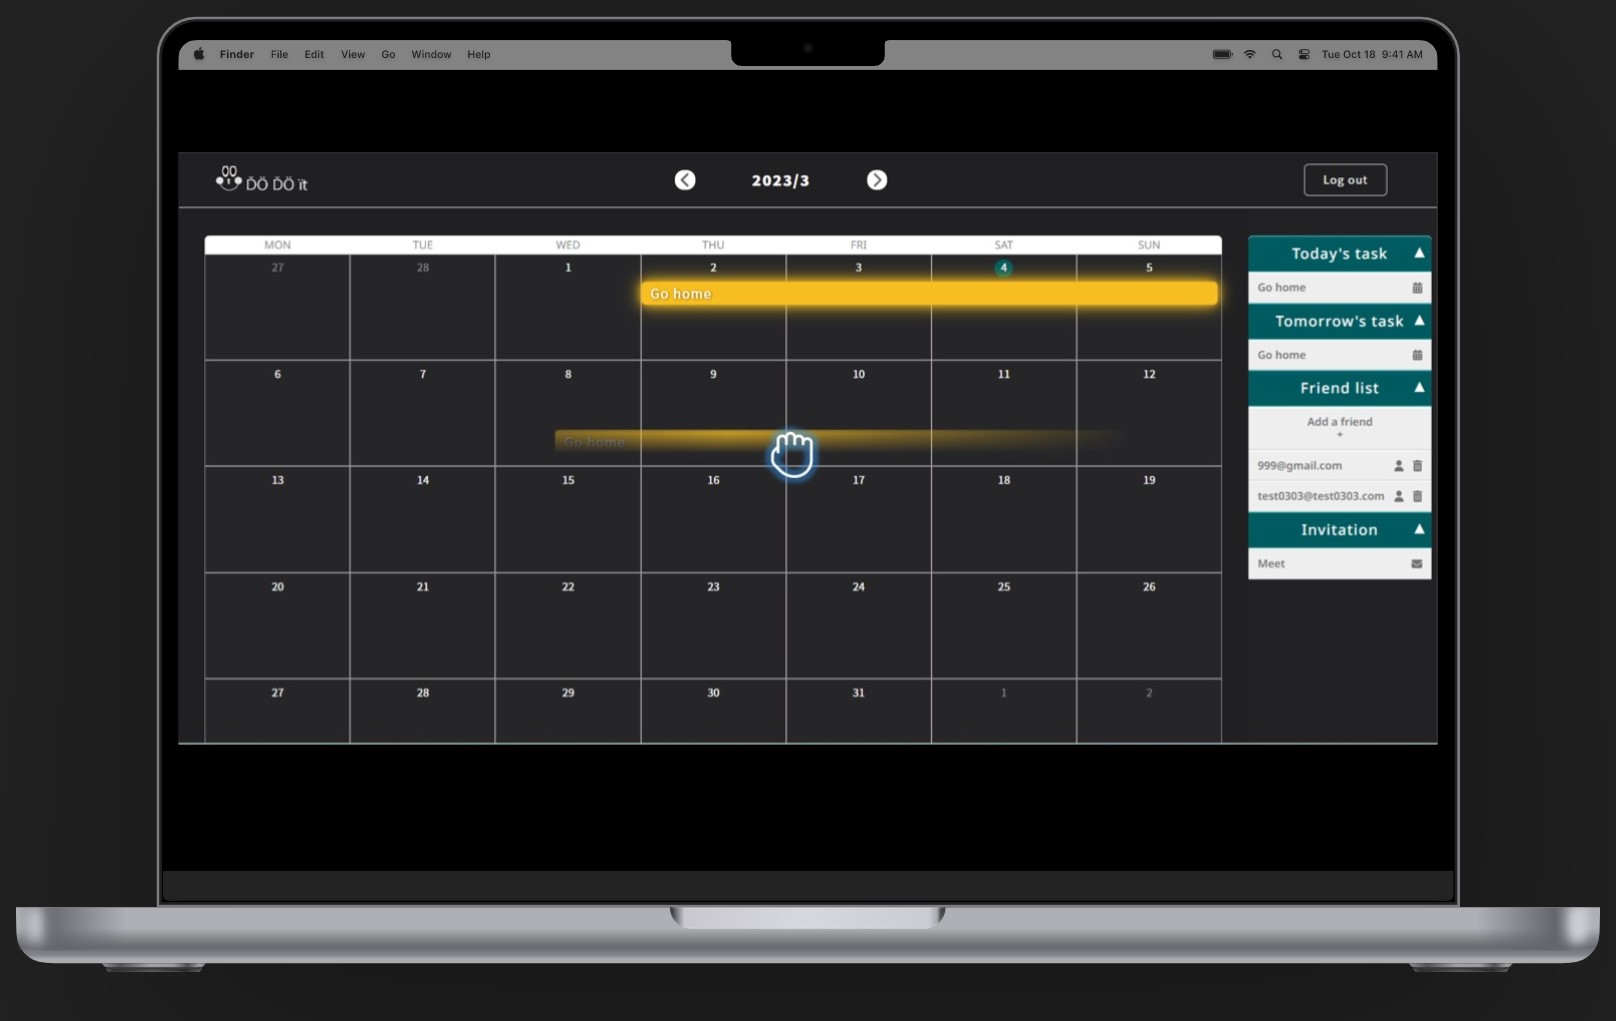 Finder File Edit View Go Window Help Tue Oct 18 9:41 AM
ĎÖ ĎÖ ït 2023/3 Log out
MON TUE WED THU FRI SAT SUN
27 28 1 2 3 4 5
Go home
6 7 8 9 10 11 12
Go home
13 14 15 16 17 18 19
20 21 22 23 24 25 26
27 28 29 30 31 1 2
Today's task
Go home
Tomorrow's task
Go home
Friend list
Add a friend
+
999@gmail.com
test0303@test0303.com
Invitation
Meet